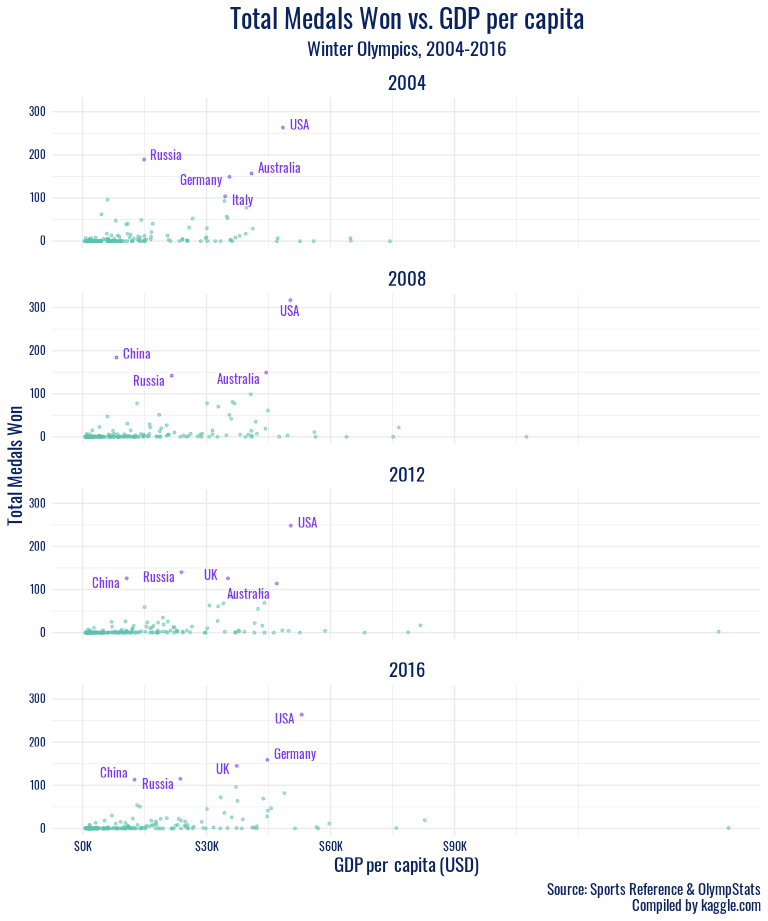 Total Medals Won vs. GDP per capita
Winter Olympics, 2004-2016
2004
300
USA
200
Russia
Australia
Germany
100
Italy
0
2008
300
USA
200
China
Russia
Australia
100
0
Total Medals Won
2012
300
USA
200
China
Russia
UK
Australia
100
0
2016
300
USA
200
Germany
China
Russia
UK
100
0
$0K
$30K
$60K
$90K
GDP per capita (USD)
Source: Sports Reference & OlympStats
Compiled by kaggle.com